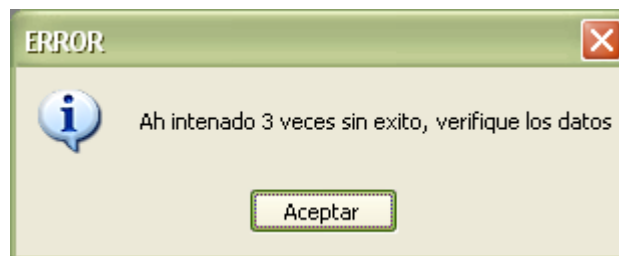 ERROR
Ah intenado 3 veces sin exito, verifique los datos
Aceptar